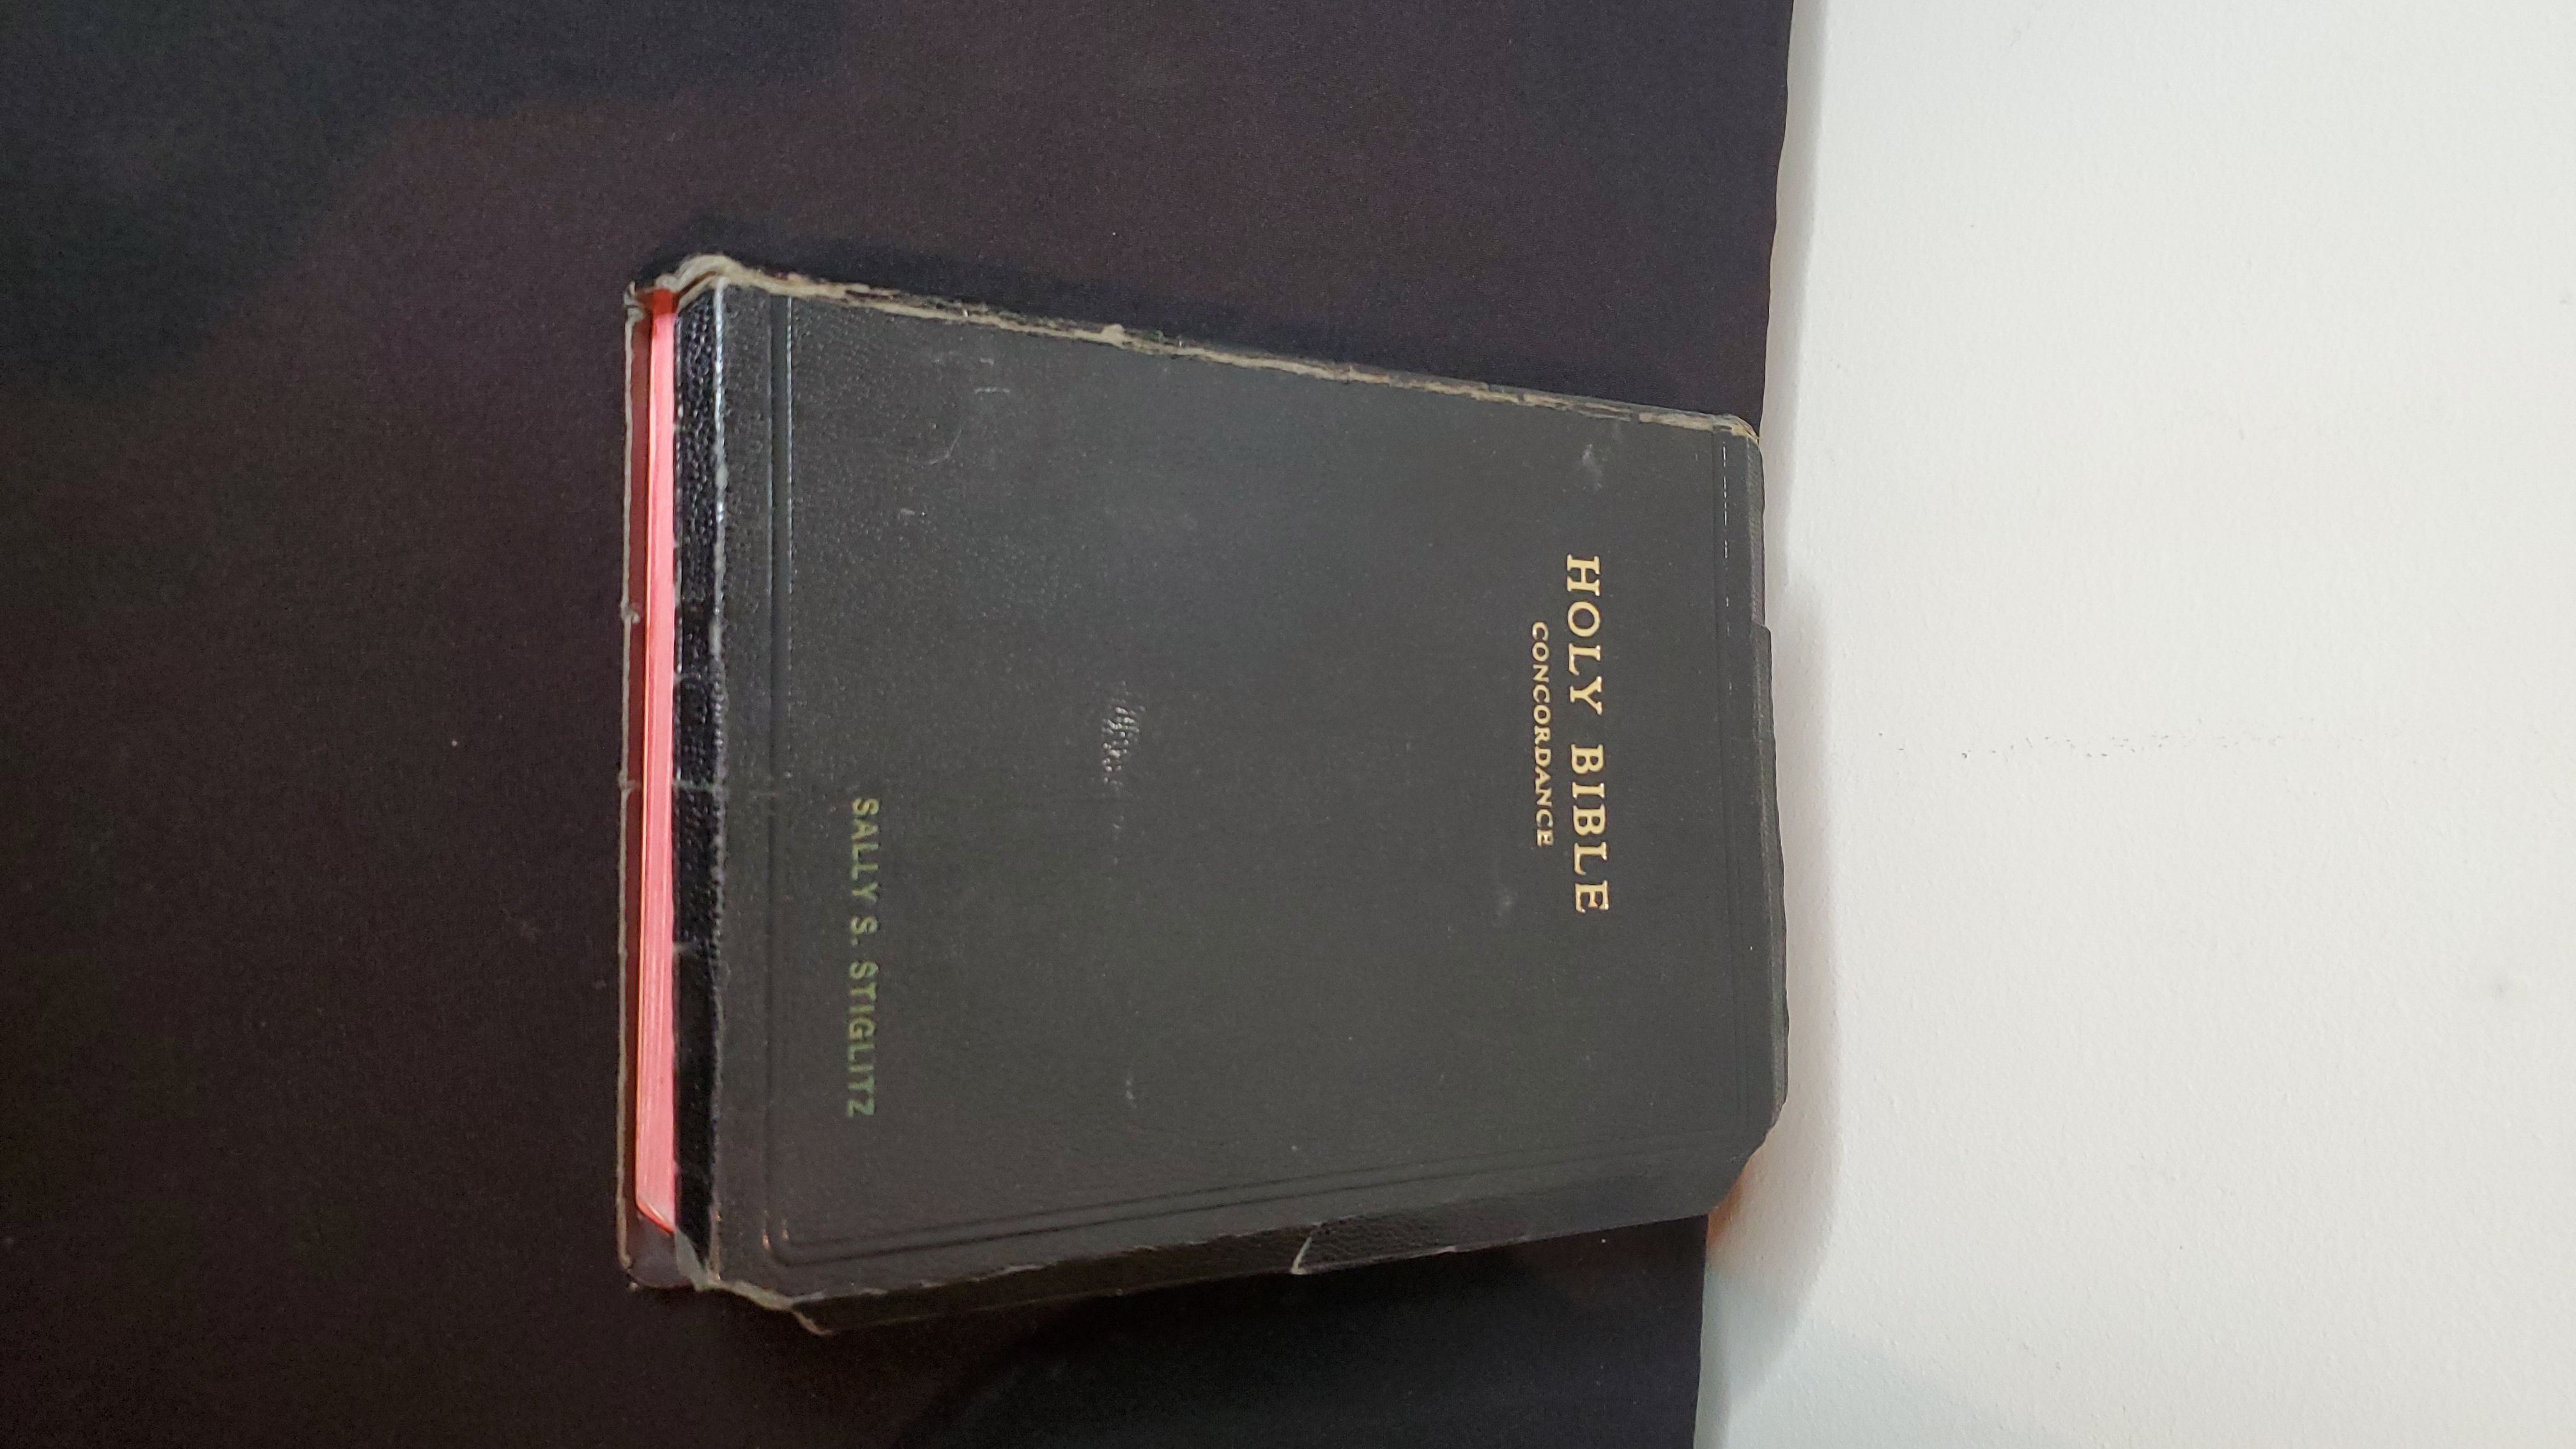 HOLY BIBLE
CONCORDANCE
SALLY S. STIGLITZ